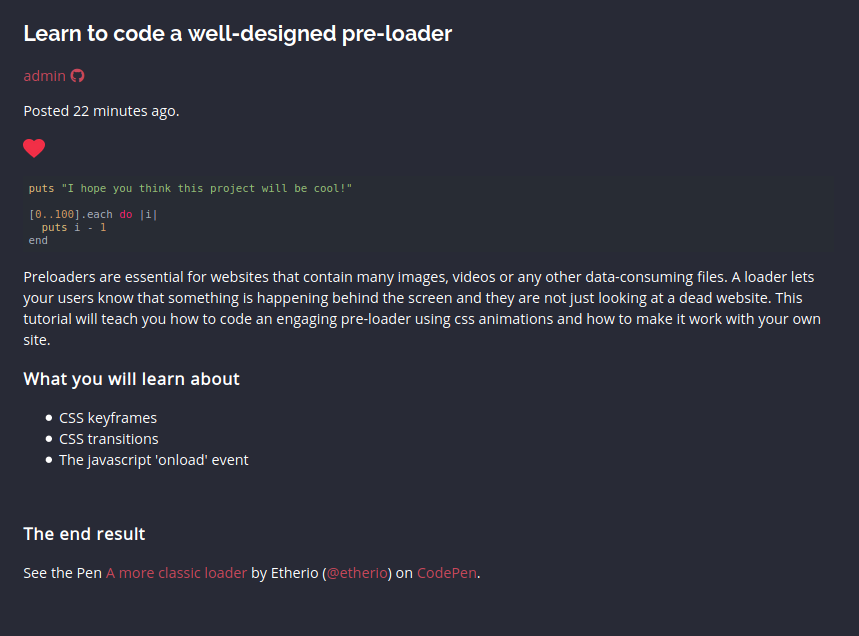 Learn to code a well-designed pre-loader
admin
Posted 22 minutes ago.
puts "I hope you think this project will be cool!"
[0..100].each do |i|
  puts i - 1
end
Preloaders are essential for websites that contain many images, videos or any other data-consuming files. A loader lets
your users know that something is happening behind the screen and they are not just looking at a dead website. This
tutorial will teach you how to code an engaging pre-loader using css animations and how to make it work with your own
site.
What you will learn about
CSS keyframes
CSS transitions
The javascript 'onload' event
The end result
See the Pen A more classic loader by Etherio (@etherio) on CodePen.